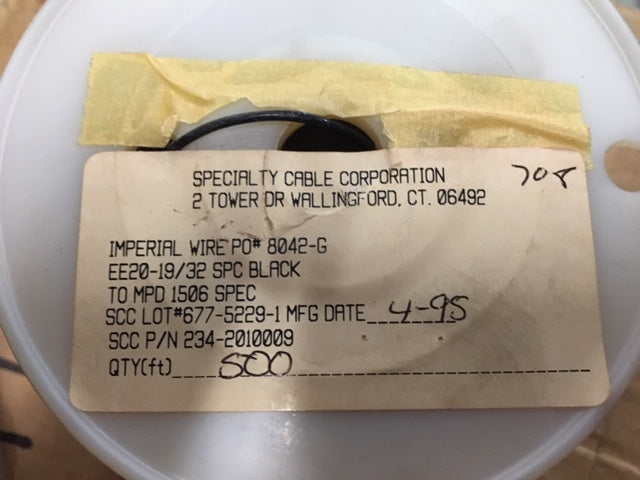 SPECIALTY CABLE CORPORATION
2 TOWER DR WALLINGFORD, CT. 06492
IMPERIAL WIRE PO# 8042-G
EE20-19/32 SPC BLACK
TO MPD 1506 SPEC
SCC LOT#677-5229-1 MFG DATE 4-95
SCC P/N 234-2010009
QTY(ft) 500